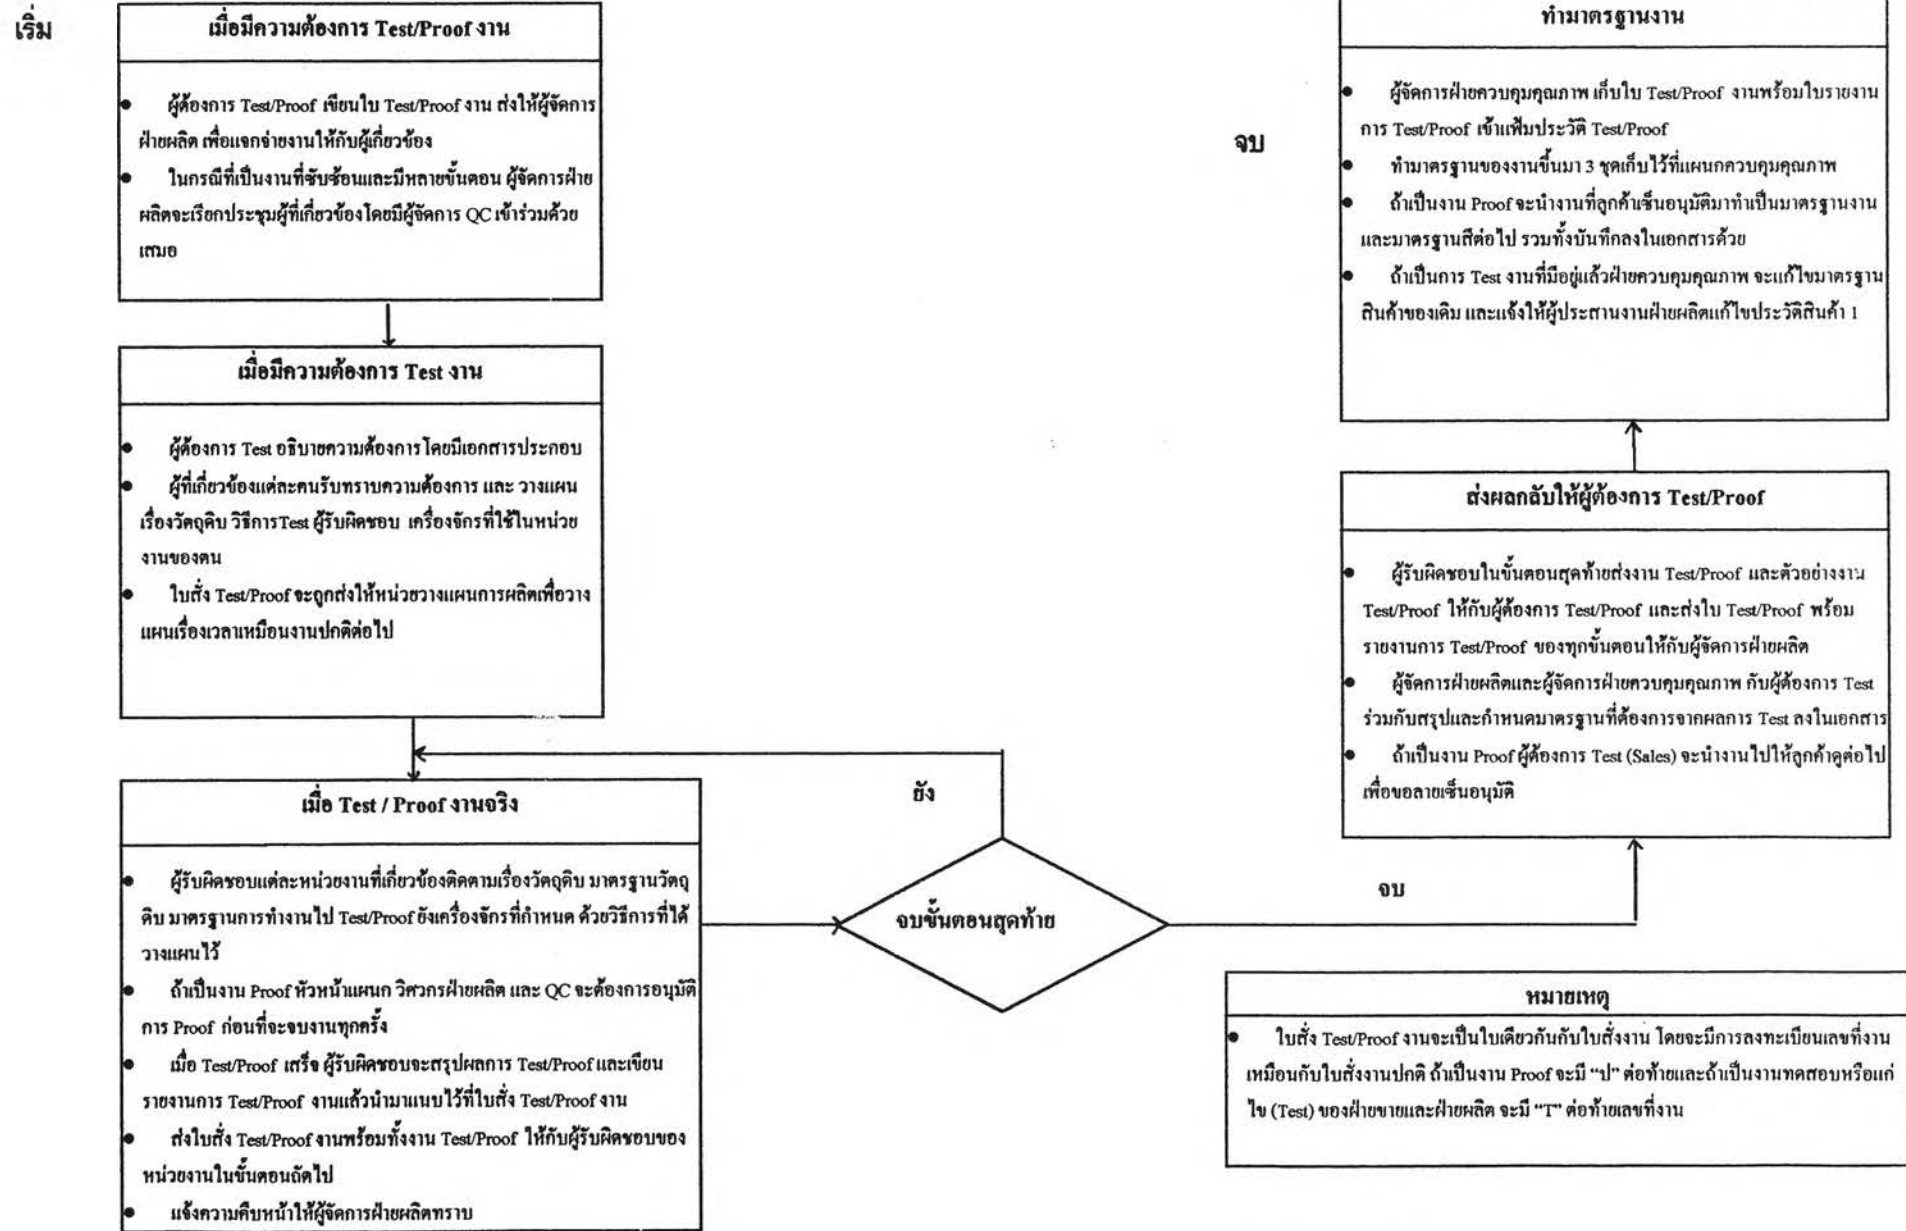 เริ่ม
เมื่อมีความต้องการ Test/Proof งาน
● ผู้ต้องการ Test/Proof เขียนใบ Test/Proof งาน ส่งให้ผู้จัดการ
ฝ่ายผลิต เพื่อแจกจ่ายงานให้กับผู้เกี่ยวข้อง
● ในกรณีที่เป็นงานที่ซับซ้อนและมีหลายขั้นตอน ผู้จัดการฝ่าย
ผลิตจะเรียกประชุมผู้ที่เกี่ยวข้องโดยมีผู้จัดการ QC เข้าร่วมด้วย
เสมอ
เมื่อมีความต้องการ Test งาน
● ผู้ต้องการ Test อธิบายความต้องการโดยมีเอกสารประกอบ
● ผู้ที่เกี่ยวข้องแต่ละคนรับทราบความต้องการ และ วางแผน
เรื่องวัตถุดิบ วิธีการTest ผู้รับผิดชอบ เครื่องจักรที่ใช้ในหน่วย
งานของตน
● ใบสั่ง Test/Proof จะถูกส่งให้หน่วยวางแผนการผลิตเพื่อวาง
แผนเรื่องเวลาเหมือนงานปกติต่อไป
เมื่อ Test / Proof งานจริง
● ผู้รับผิดชอบแต่ละหน่วยงานที่เกี่ยวข้องติดตามเรื่องวัตถุดิบ มาตรฐานวัตถุ
ดิบ มาตรฐานการทำงานไป Test/Proof ยังเครื่องจักรที่กำหนด ด้วยวิธีการที่ได้
วางแผนไว้
● ถ้าเป็นงาน Proof หัวหน้าแผนก วิศวกรฝ่ายผลิต และ QC จะต้องการอนุมัติ
การ Proof ก่อนที่จะจบงานทุกครั้ง
● เมื่อ Test/Proof เสร็จ ผู้รับผิดชอบจะสรุปผลการ Test/Proof และเขียน
รายงานการ Test/Proof งานแล้วนำมาแนบไว้ที่ใบสั่ง Test/Proof งาน
● ส่งใบสั่ง Test/Proof งานพร้อมทั้งงาน Test/Proof ให้กับผู้รับผิดชอบของ
หน่วยงานในขั้นตอนถัดไป
● แจ้งความคืบหน้าให้ผู้จัดการฝ่ายผลิตทราบ
ยัง
จบขั้นตอนสุดท้าย
จบ
ส่งผลกลับให้ผู้ต้องการ Test/Proof
● ผู้รับผิดชอบในขั้นตอนสุดท้ายส่งงาน Test/Proof และตัวอย่างงาน
Test/Proof ให้กับผู้ต้องการ Test/Proof และส่งใบ Test/Proof พร้อม
รายงานการ Test/Proof ของทุกขั้นตอนให้กับผู้จัดการฝ่ายผลิต
● ผู้จัดการฝ่ายผลิตและผู้จัดการฝ่ายควบคุมคุณภาพ กับผู้ต้องการ Test
ร่วมกับสรุปและกำหนดมาตรฐานที่ต้องการจากผลการ Test ลงในเอกสาร
● ถ้าเป็นงาน Proof ผู้ต้องการ Test (Sales) จะนำงานไปให้ลูกค้าดูต่อไป
เพื่อขอลายเซ็นอนุมัติ
จบ
ทำมาตรฐานงาน
● ผู้จัดการฝ่ายควบคุมคุณภาพ เก็บใบ Test/Proof งานพร้อมใบรายงาน
การ Test/Proof เข้าแฟ้มประวัติ Test/Proof
● ทำมาตรฐานของงานขึ้นมา 3 ชุดเก็บไว้ที่แผนกควบคุมคุณภาพ
● ถ้าเป็นงาน Proof จะนำงานที่ลูกค้าเซ็นอนุมัติมาทำเป็นมาตรฐานงาน
และมาตรฐานสีต่อไป รวมทั้งบันทึกลงในเอกสารด้วย
● ถ้าเป็นการ Test งานที่มีอยู่แล้วฝ่ายควบคุมคุณภาพ จะแก้ไขมาตรฐาน
สินค้าของเดิม และแจ้งให้ผู้ประสานงานฝ่ายผลิตแก้ไขประวัติสินค้า 1
หมายเหตุ
● ใบสั่ง Test/Proof งานจะเป็นใบเดียวกันกับใบสั่งงาน โดยจะมีการลงทะเบียนเลขที่งาน
เหมือนกับใบสั่งงานปกติ ถ้าเป็นงาน Proof จะมี “ป” ต่อท้ายและถ้าเป็นงานทดสอบหรือแก่
ไข (Test) ของฝ่ายขายและฝ่ายผลิต จะมี “T” ต่อท้ายเลขที่งาน